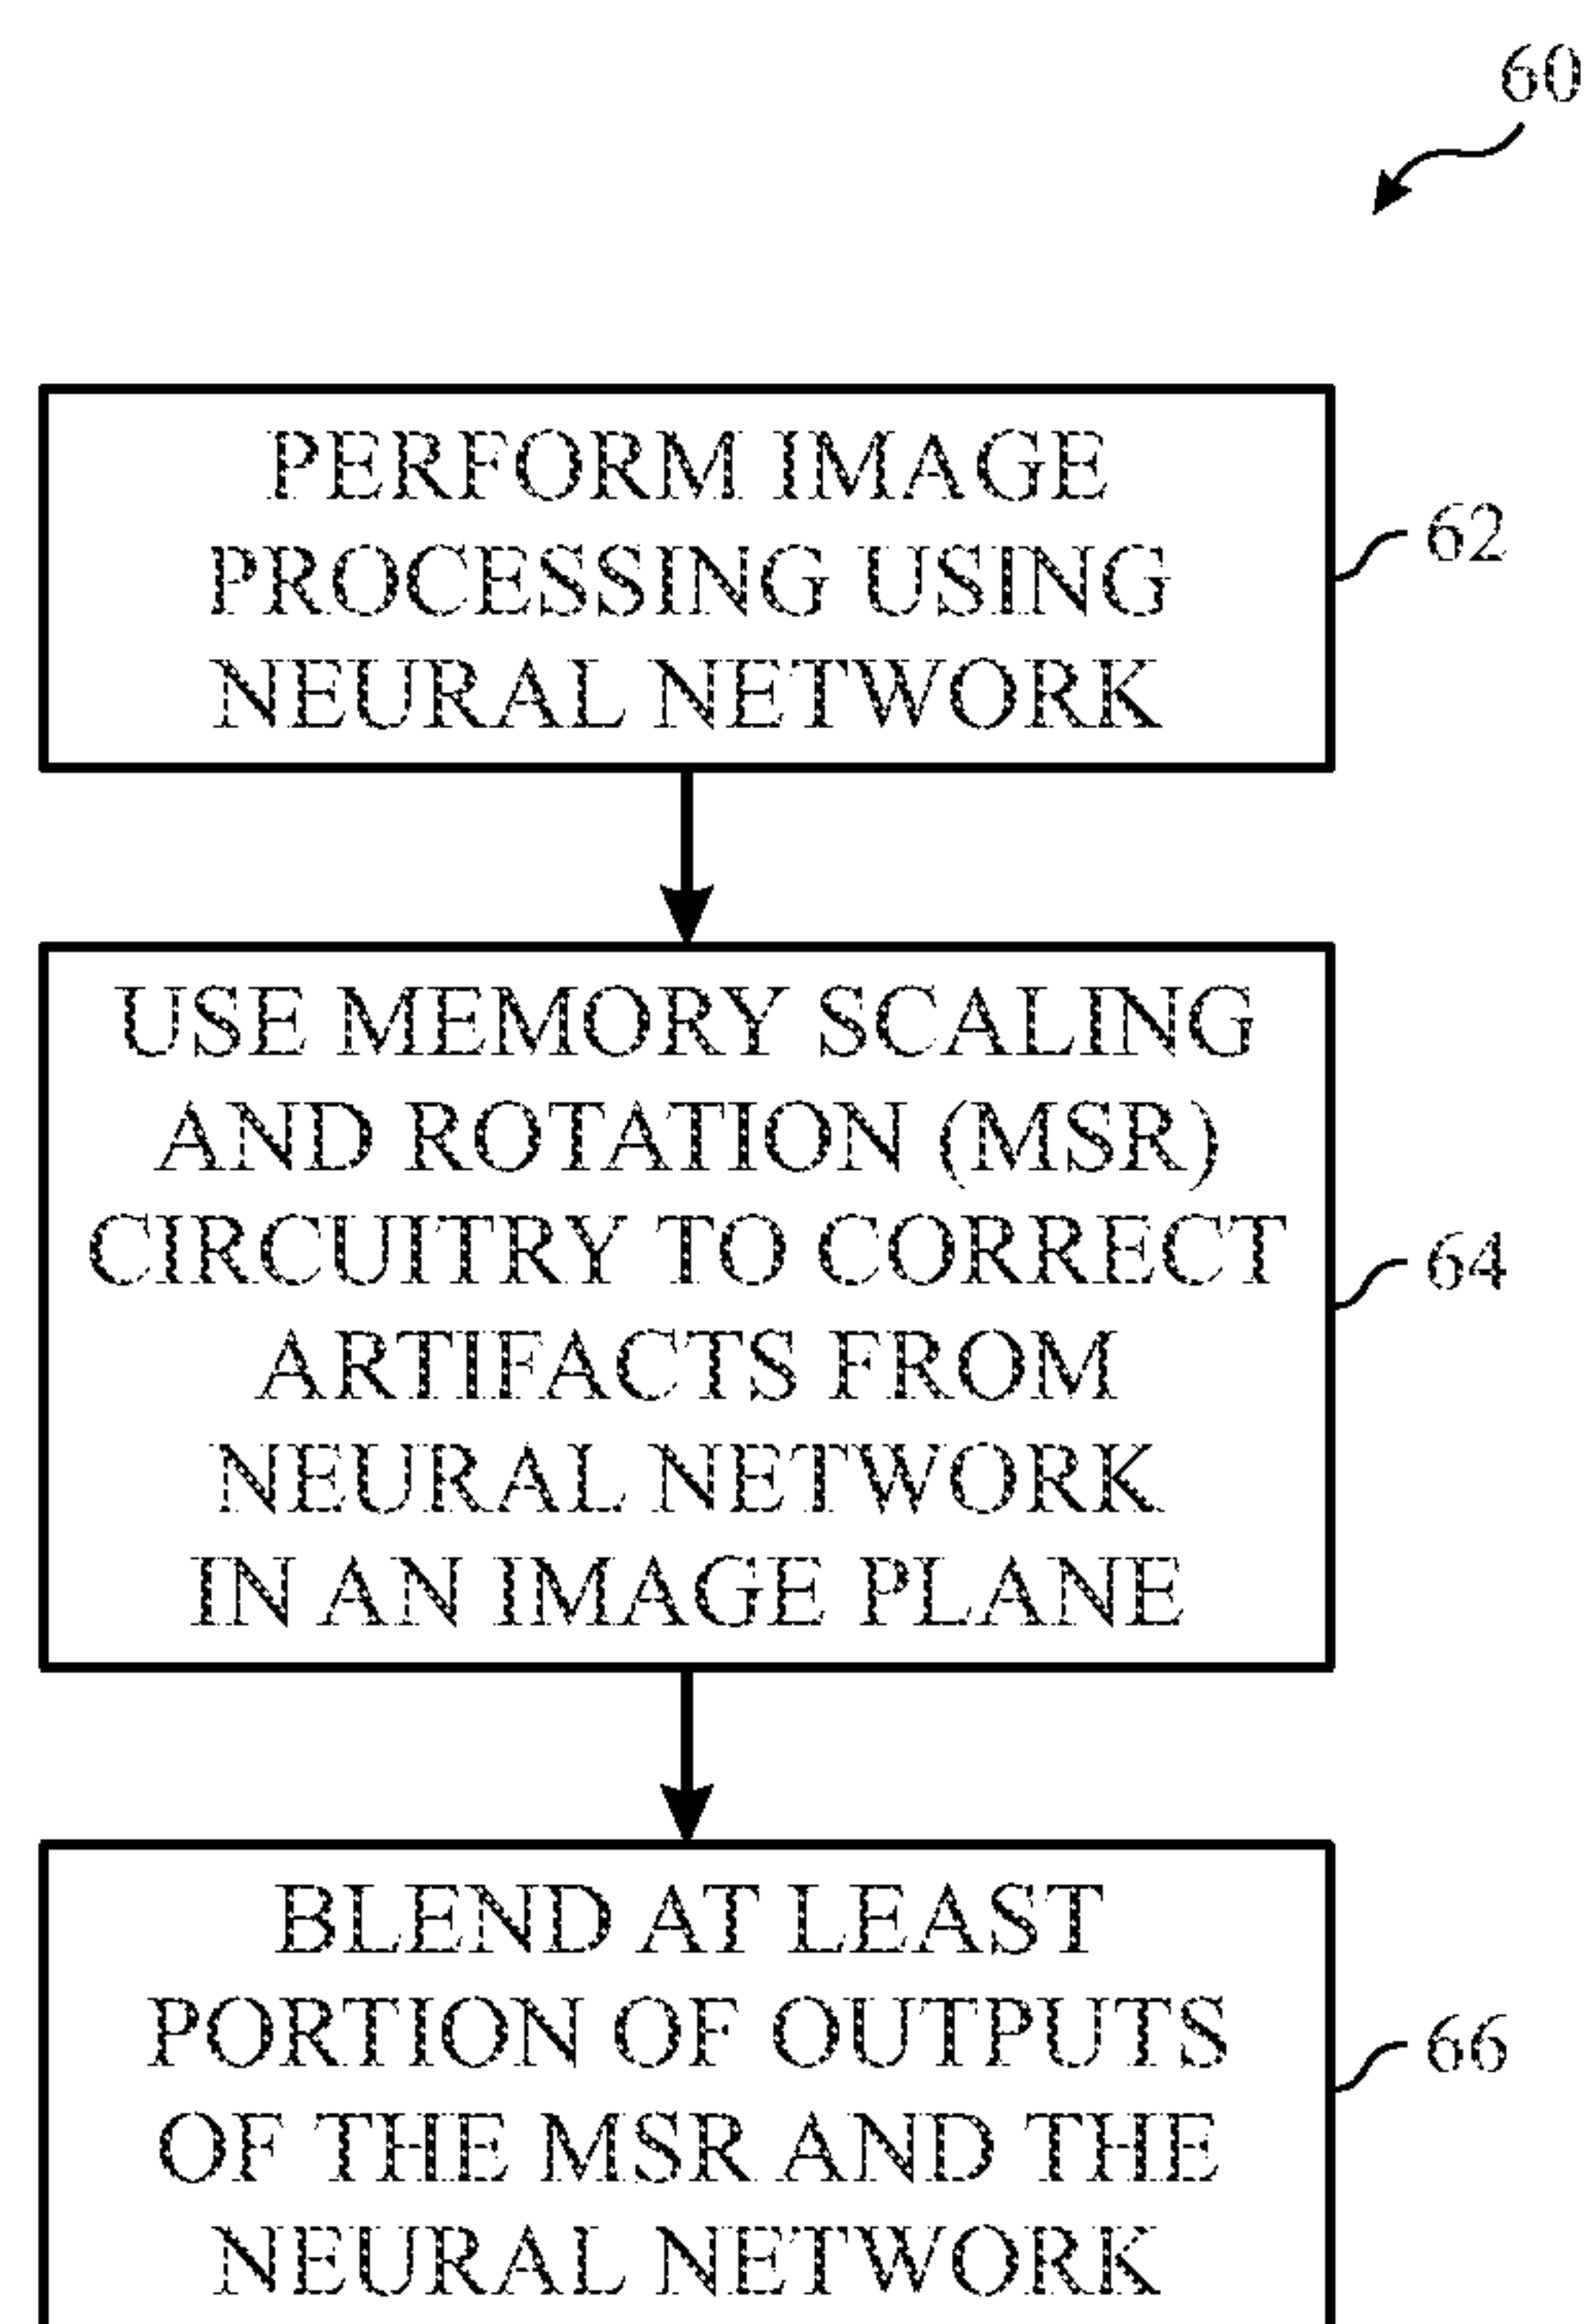 60
PERFORM IMAGE
PROCESSING USING
NEURAL NETWORK
62
USE MEMORY SCALING
AND ROTATION (MSR)
CIRCUITRY TO CORRECT
ARTIFACTS FROM
NEURAL NETWORK
IN AN IMAGE PLANE
64
BLEND AT LEAST
PORTION OF OUTPUTS
OF THE MSR AND THE
NEURAL NETWORK
66